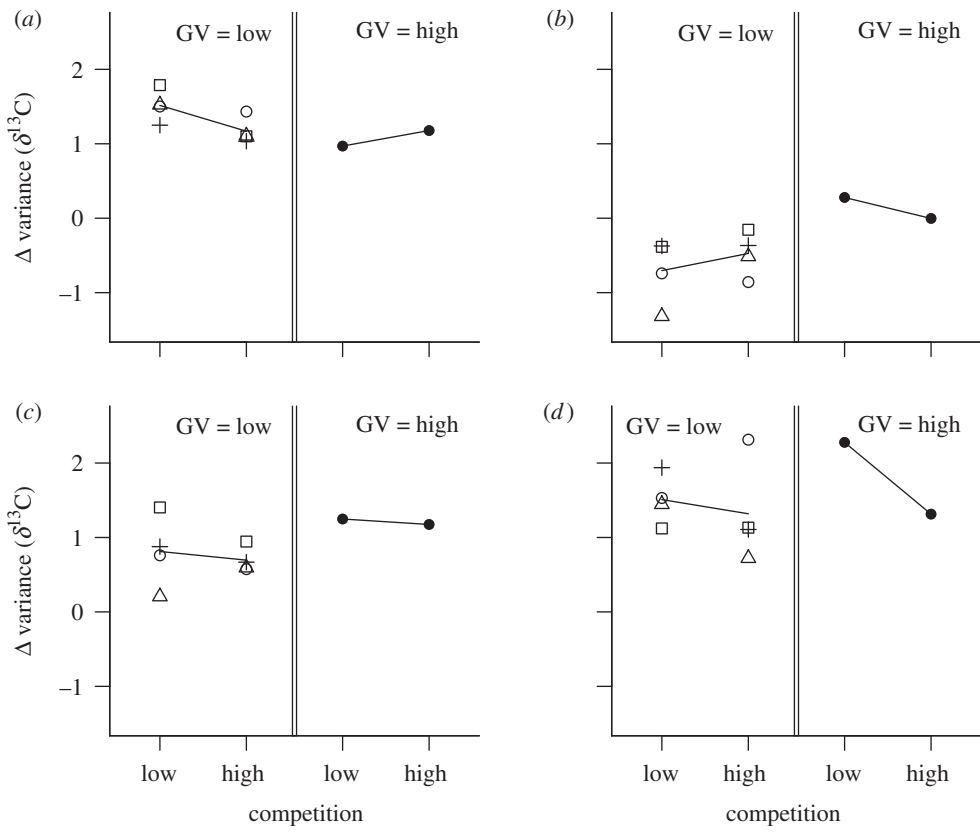 (a)
GV = low
GV = high
2
1
0
−1
Δ variance (δ¹³C)
(b)
GV = low
GV = high
(c)
GV = low
GV = high
2
1
0
−1
Δ variance (δ¹³C)
low
high
low
high
competition
(d)
GV = low
GV = high
low
high
low
high
competition